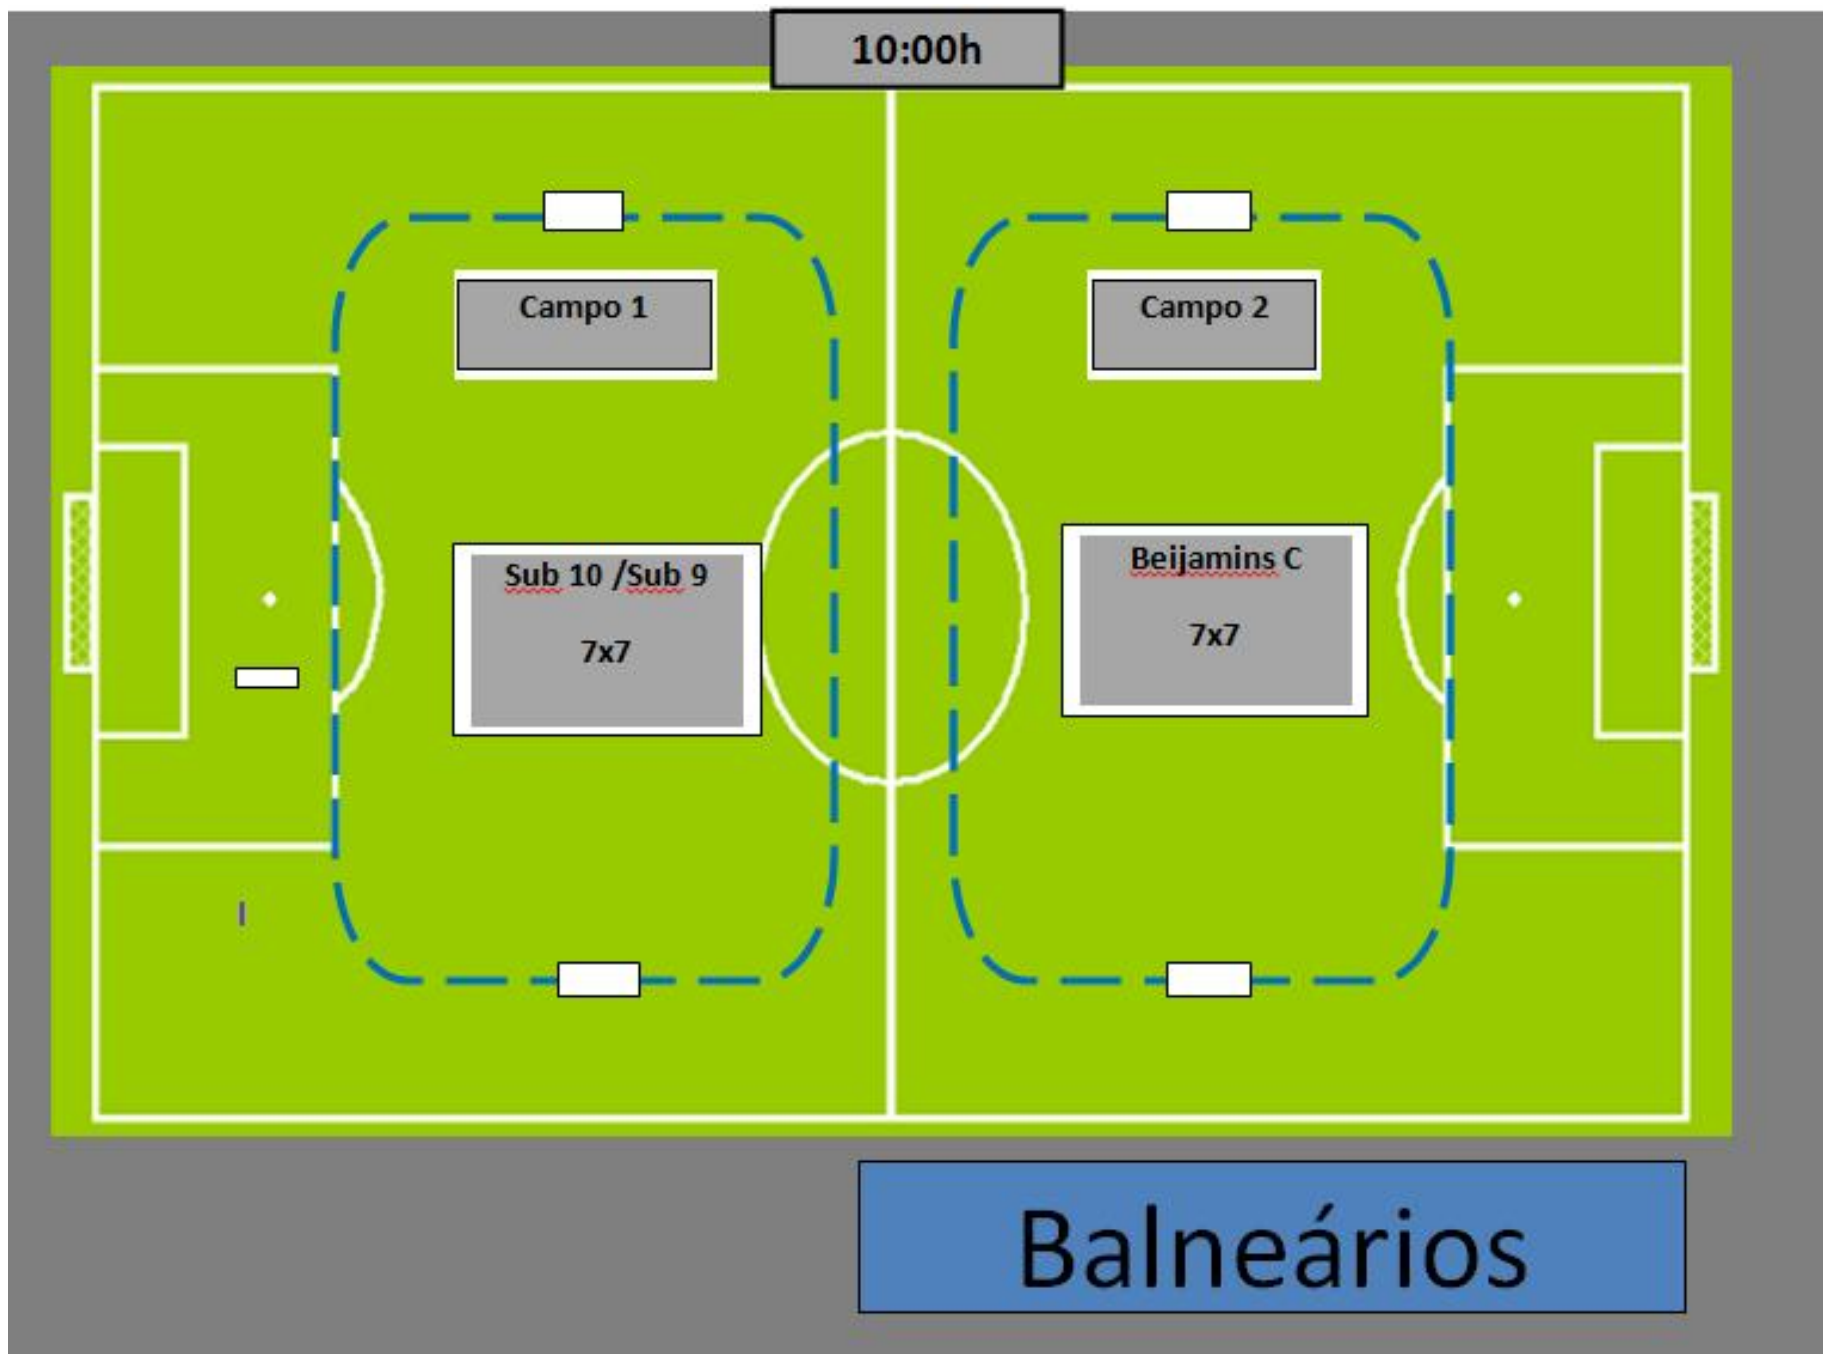 10:00h
Campo 1
Campo 2
Sub 10 /Sub 9
7x7
Beijamins C
7x7
Balneários